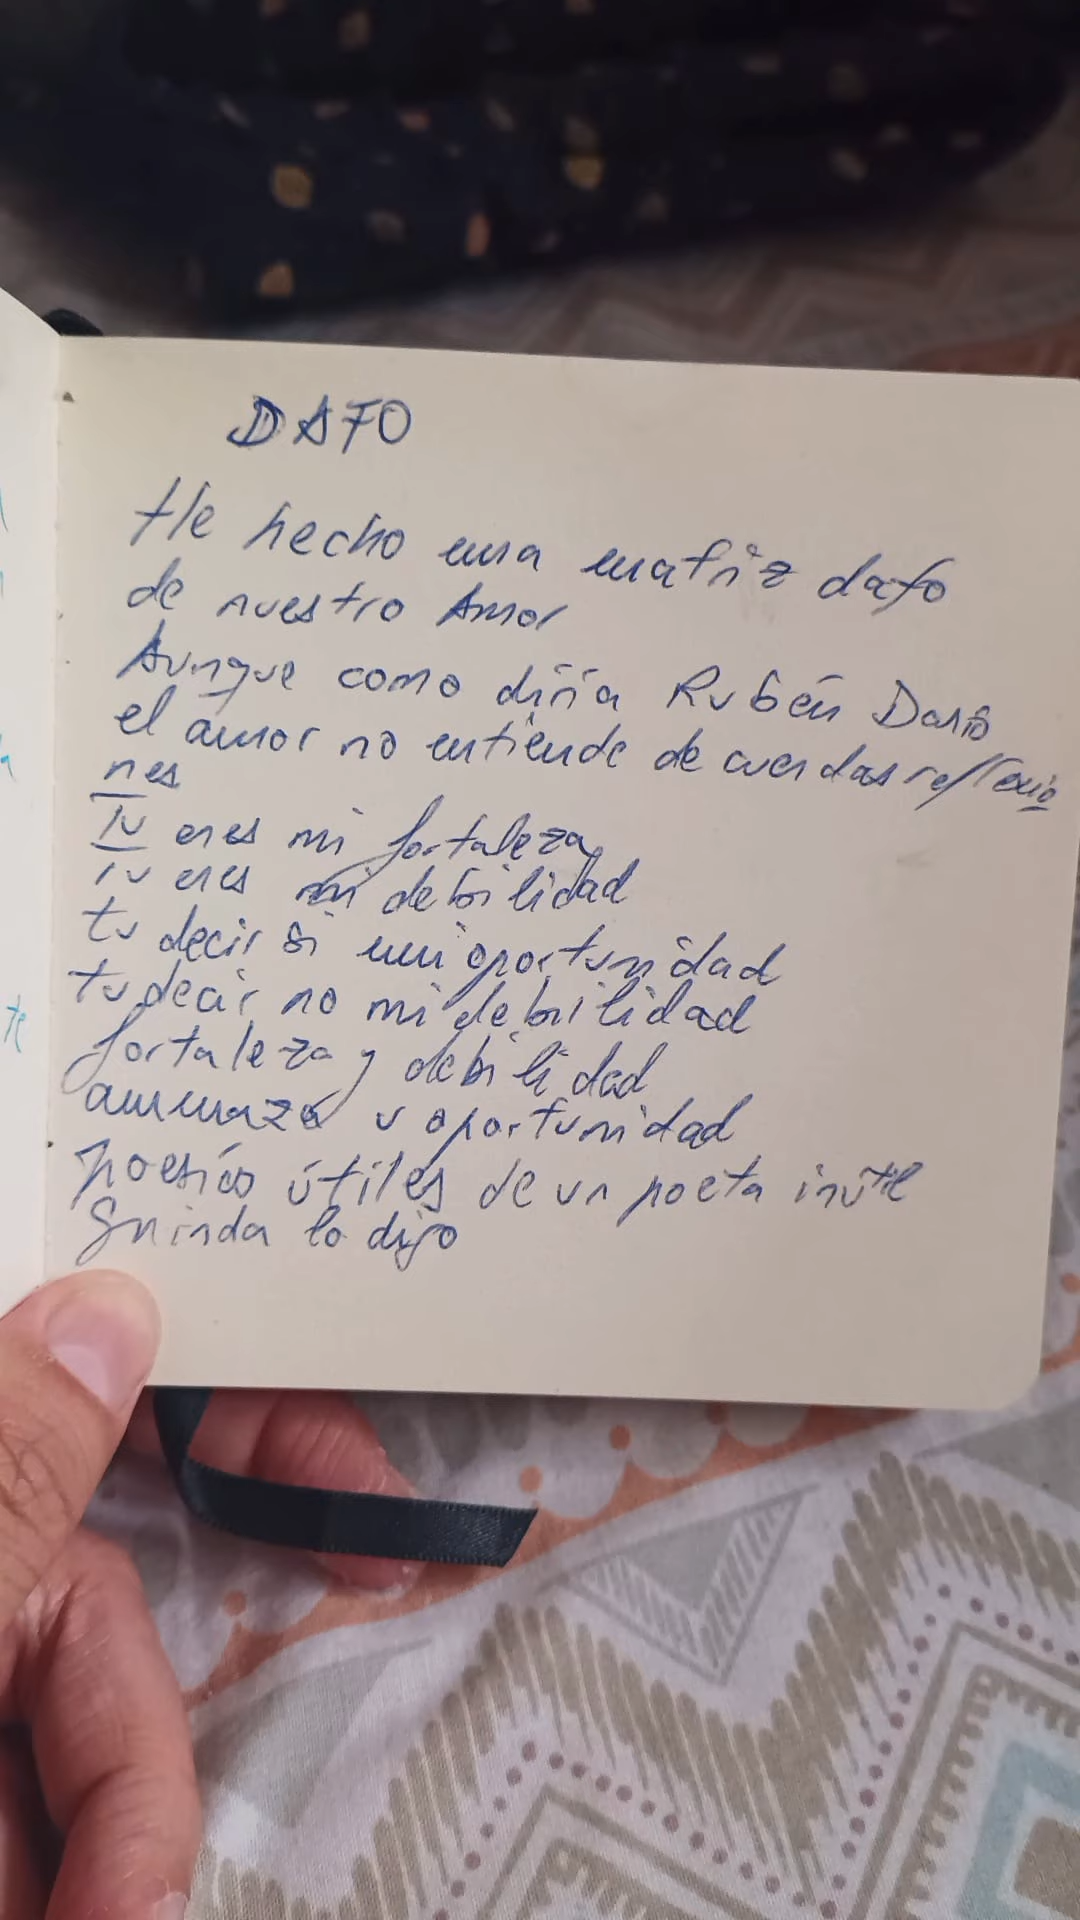 DAFO
He hecho una matriz dafo
de nuestro Amor
Aunque como diría Rubén Darío
el amor no entiende de cuerdas reflexio
nes
Tu eres mi fortaleza
Tu eres mi debilidad
tu decir si mi oportunidad
tu decir no mi debilidad
fortaleza y debilidad
amenaza u oportunidad
poesías útiles de un poeta inútil
Guinda lo dijo
te